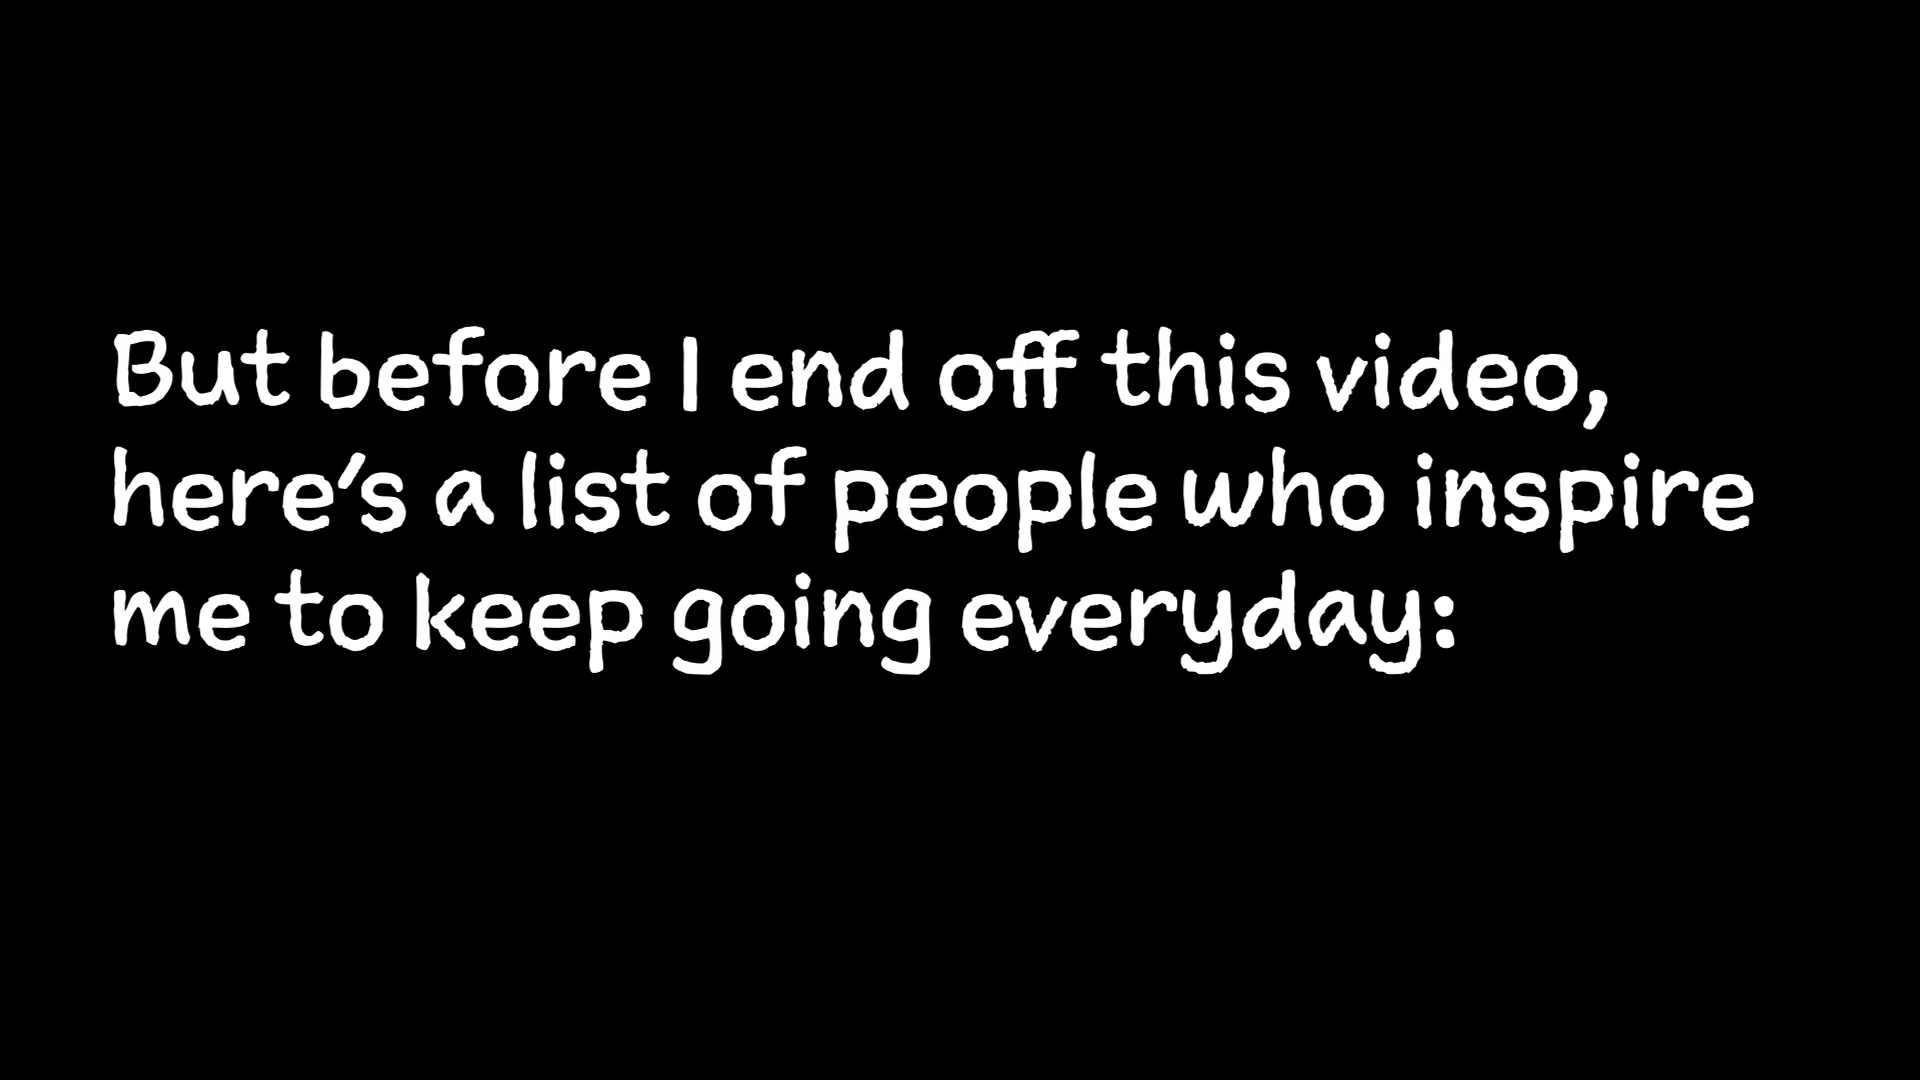 But before I end off this video,
here's a list of people who inspire
me to keep going everyday: